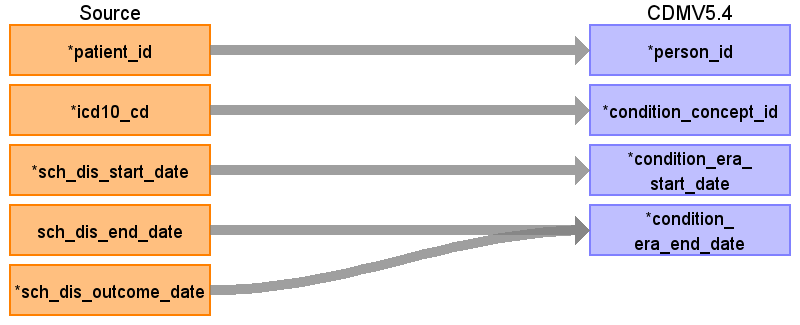 Source
CDMV5.4
*patient_id
*person_id
*icd10_cd
*condition_concept_id
*sch_dis_start_date
*condition_era_
start_date
sch_dis_end_date
*condition_
era_end_date
*sch_dis_outcome_date